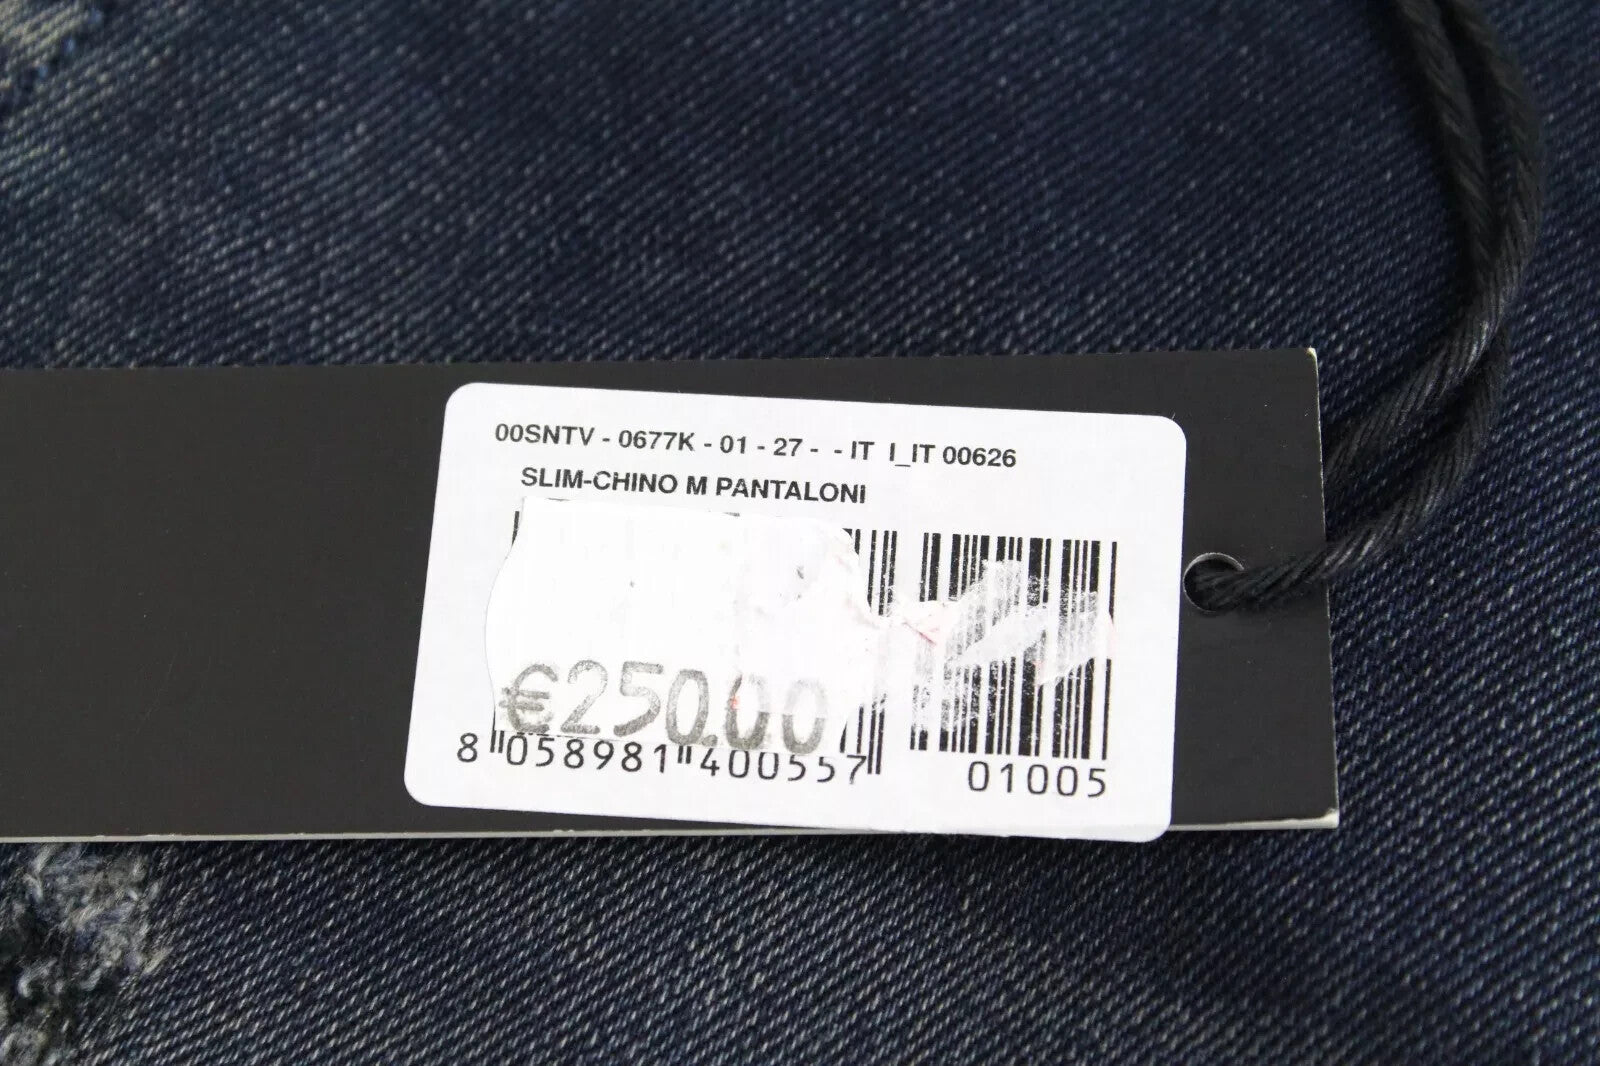 00SNTV - 0677K - 01 - 27 - - IT I_IT 00626
SLIM-CHINO M PANTALONI
€250.00
8 058981 400557
01005